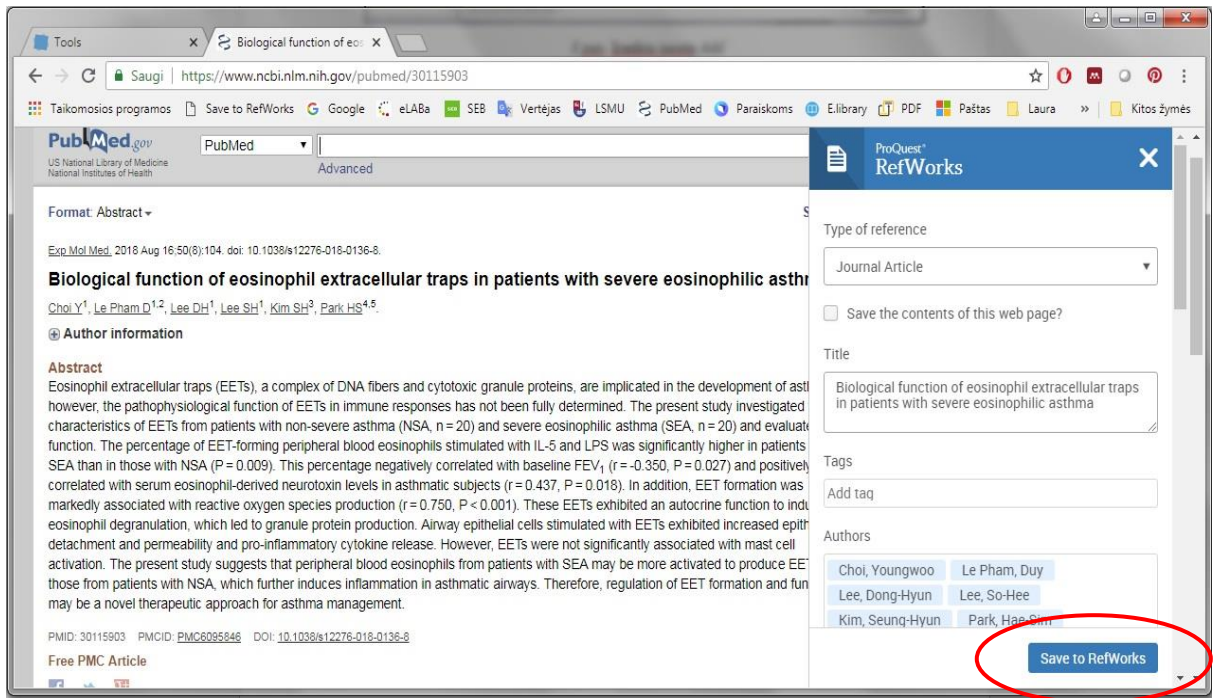 Tools
Biological function of eos
Saugi | https://www.ncbi.nlm.nih.gov/pubmed/30115903
Taikomosios programos Save to RefWorks Google eLABa SEB Vertėjas LSMU PubMed Paraiskoms E.library PDF Paštas Laura » Kitos žymės
PubMed.gov
US National Library of Medicine
National Institutes of Health
PubMed
Advanced
Format: Abstract
Exp Mol Med. 2018 Aug 16;50(8):104. doi: 10.1038/s12276-018-0136-8.
Biological function of eosinophil extracellular traps in patients with severe eosinophilic asthr
Choi Y1, Le Pham D1,2, Lee DH1, Lee SH1, Kim SH3, Park HS4,5.
Author information
Abstract
Eosinophil extracellular traps (EETs), a complex of DNA fibers and cytotoxic granule proteins, are implicated in the development of ast
however, the pathophysiological function of EETs in immune responses has not been fully determined. The present study investigated
characteristics of EETs from patients with non-severe asthma (NSA, n = 20) and severe eosinophilic asthma (SEA, n = 20) and evaluate
function. The percentage of EET-forming peripheral blood eosinophils stimulated with IL-5 and LPS was significantly higher in patients
SEA than in those with NSA (P = 0.009). This percentage negatively correlated with baseline FEV1 (r = -0.350, P = 0.027) and positively
correlated with serum eosinophil-derived neurotoxin levels in asthmatic subjects (r = 0.437, P = 0.018). In addition, EET formation was
markedly associated with reactive oxygen species production (r = 0.750, P < 0.001). These EETs exhibited an autocrine function to indu
eosinophil degranulation, which led to granule protein production. Airway epithelial cells stimulated with EETs exhibited increased epith
detachment and permeability and pro-inflammatory cytokine release. However, EETs were not significantly associated with mast cell
activation. The present study suggests that peripheral blood eosinophils from patients with SEA may be more activated to produce EE
those from patients with NSA, which further induces inflammation in asthmatic airways. Therefore, regulation of EET formation and fun
may be a novel therapeutic approach for asthma management.
PMID: 30115903 PMCID: PMC6095846 DOI: 10.1038/s12276-018-0136-8
Free PMC Article
ProQuest®
RefWorks
Type of reference
Journal Article
Save the contents of this web page?
Title
Biological function of eosinophil extracellular traps
in patients with severe eosinophilic asthma
Tags
Add tag
Authors
Choi, Youngwoo Le Pham, Duy
Lee, Dong-Hyun Lee, So-Hee
Kim, Seung-Hyun Park, Hae-Sim
Save to RefWorks